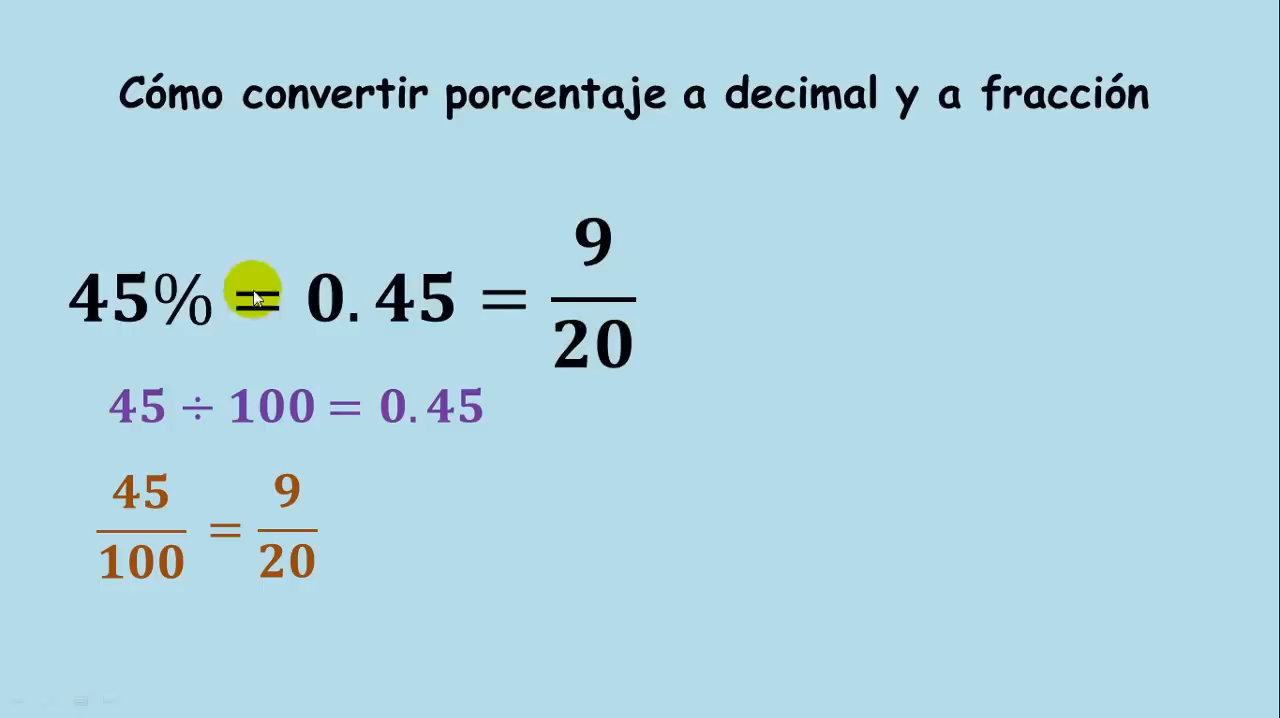 Cómo convertir porcentaje a decimal y a fracción
45% = 0.45 = 9/20
45 ÷ 100 = 0.45
45/100 = 9/20